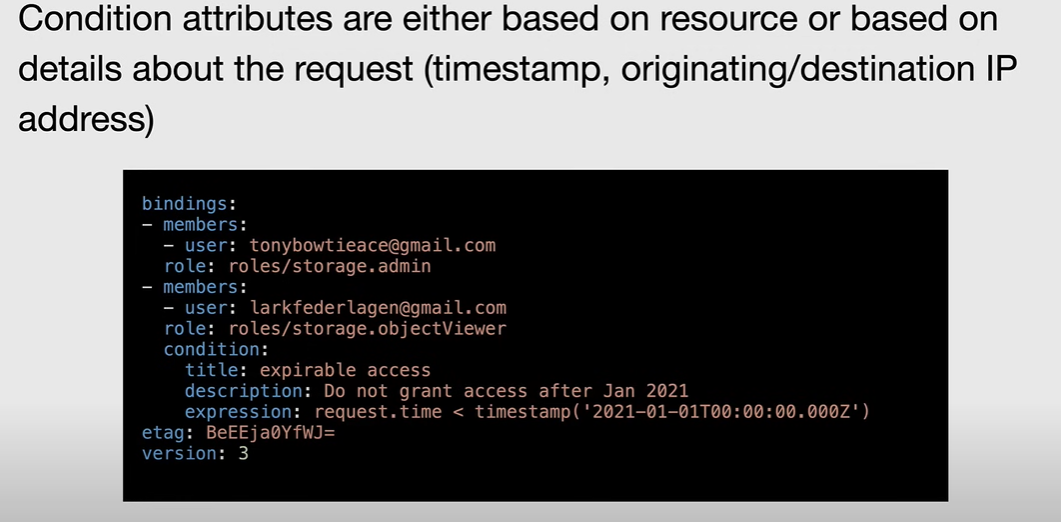 Condition attributes are either based on resource or based on
details about the request (timestamp, originating/destination IP
address)
bindings:
- members:
  - user: tonybowtieace@gmail.com
  role: roles/storage.admin
- members:
  - user: larkfederlagen@gmail.com
  role: roles/storage.objectViewer
  condition:
    title: expirable access
    description: Do not grant access after Jan 2021
    expression: request.time < timestamp('2021-01-01T00:00:00.000Z')
etag: BeEEja0YfWJ=
version: 3